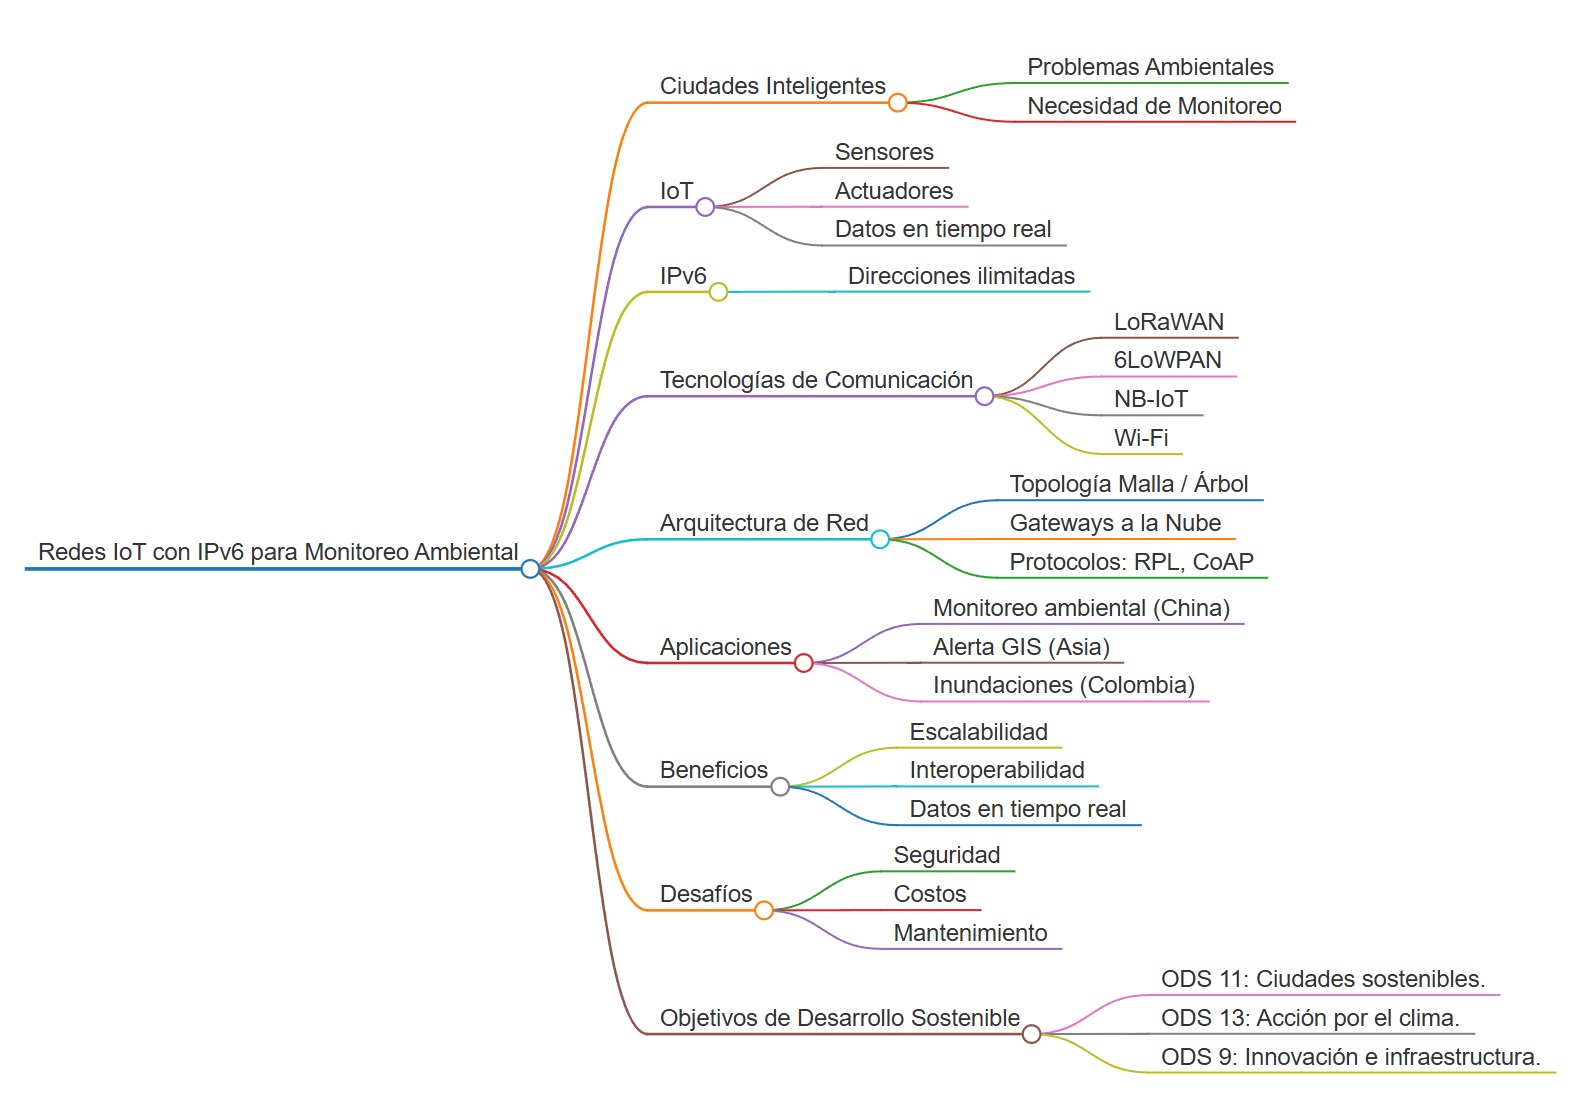 Redes IoT con IPv6 para Monitoreo Ambiental
Ciudades Inteligentes
Problemas Ambientales
Necesidad de Monitoreo
IoT
Sensores
Actuadores
Datos en tiempo real
IPv6
Direcciones ilimitadas
Tecnologías de Comunicación
LoRaWAN
6LoWPAN
NB-IoT
Wi-Fi
Arquitectura de Red
Topología Malla / Árbol
Gateways a la Nube
Protocolos: RPL, CoAP
Aplicaciones
Monitoreo ambiental (China)
Alerta GIS (Asia)
Inundaciones (Colombia)
Beneficios
Escalabilidad
Interoperabilidad
Datos en tiempo real
Desafíos
Seguridad
Costos
Mantenimiento
Objetivos de Desarrollo Sostenible
ODS 11: Ciudades sostenibles.
ODS 13: Acción por el clima.
ODS 9: Innovación e infraestructura.